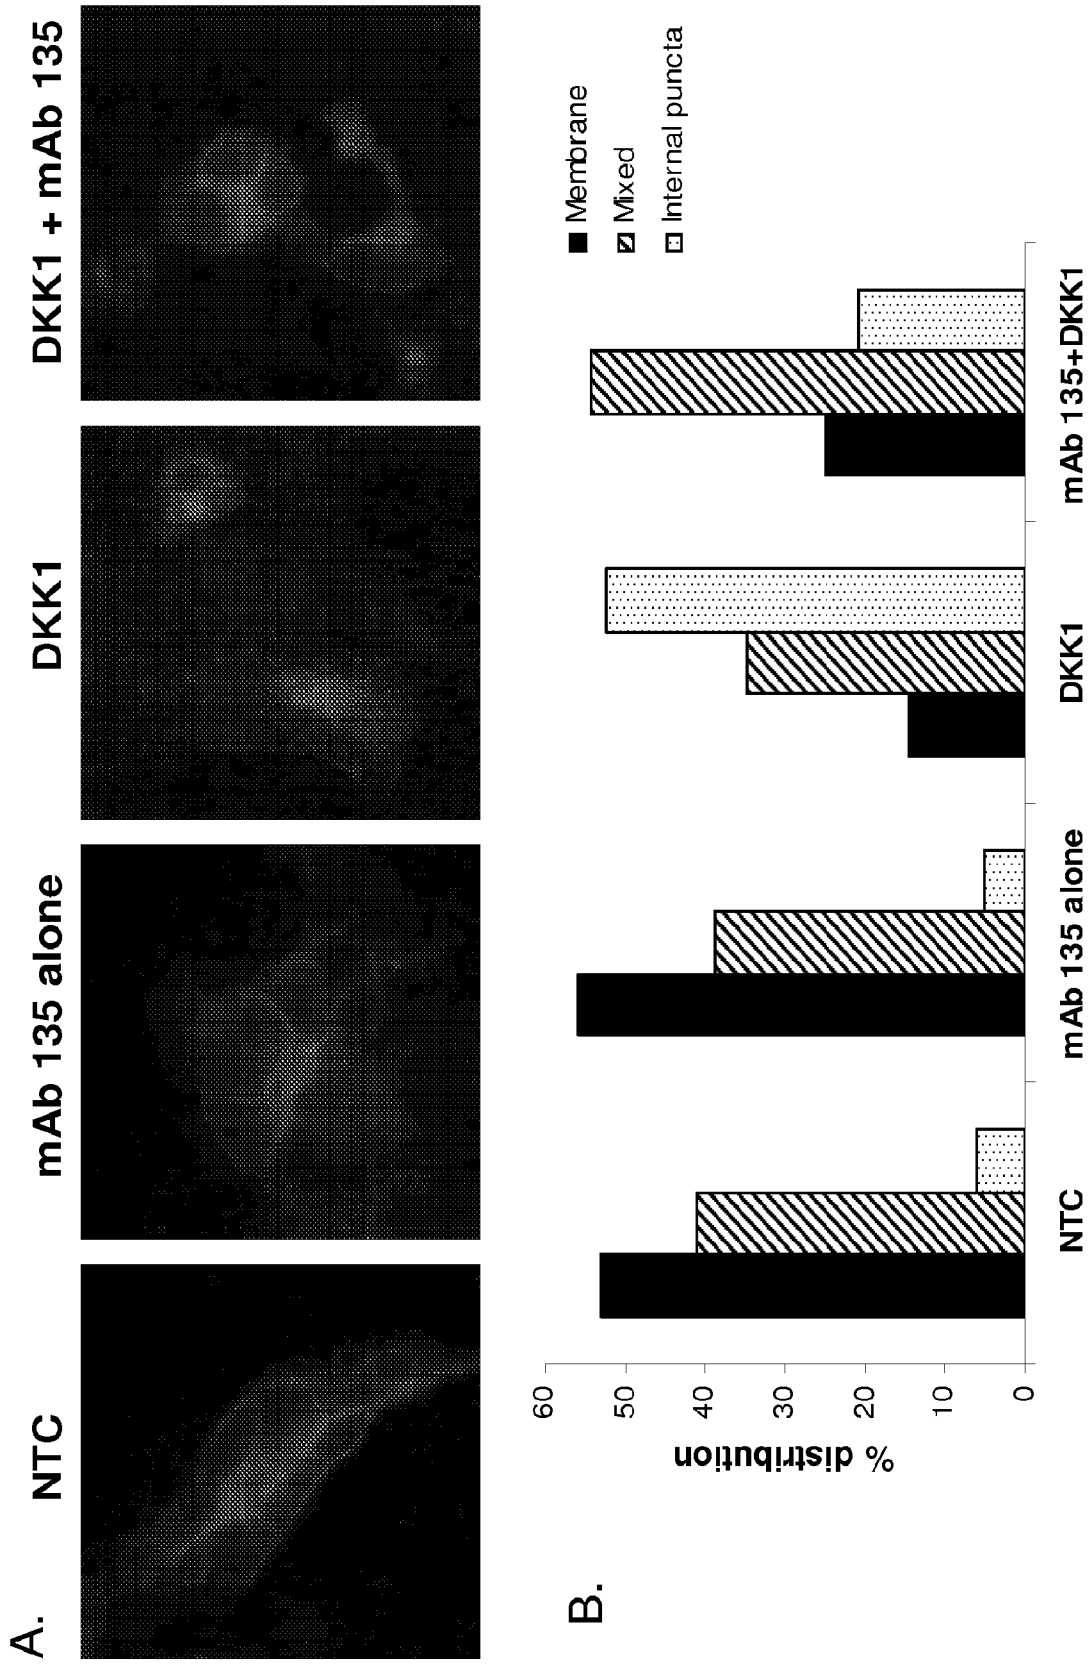 A.
NTC
mAb 135 alone
DKK1
DKK1 + mAb 135
B.
% distribution
60
50
40
30
20
10
0
NTC
mAb 135 alone
DKK1
mAb 135+DKK1
Membrane
Mixed
Internal puncta